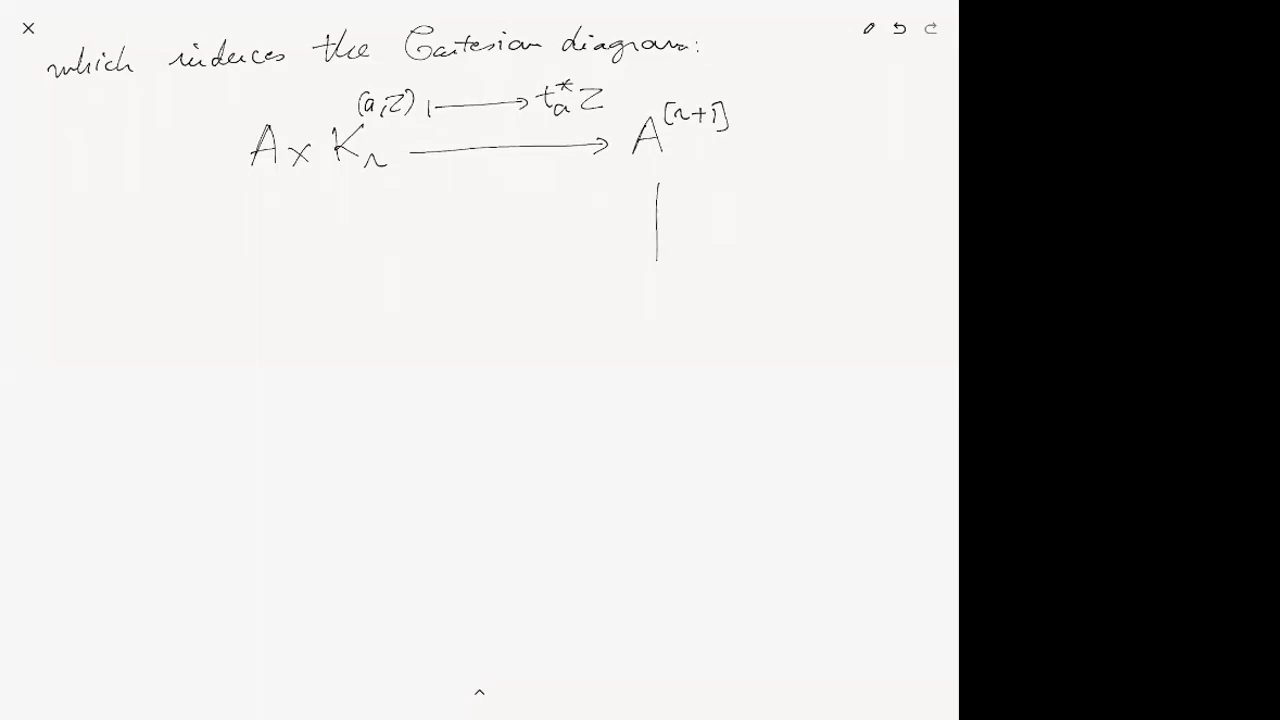 which induces the Cartesian diagram:
(a,Z) ↦ t_a^* Z
A × K_n ⟶ A^{[n+1]}